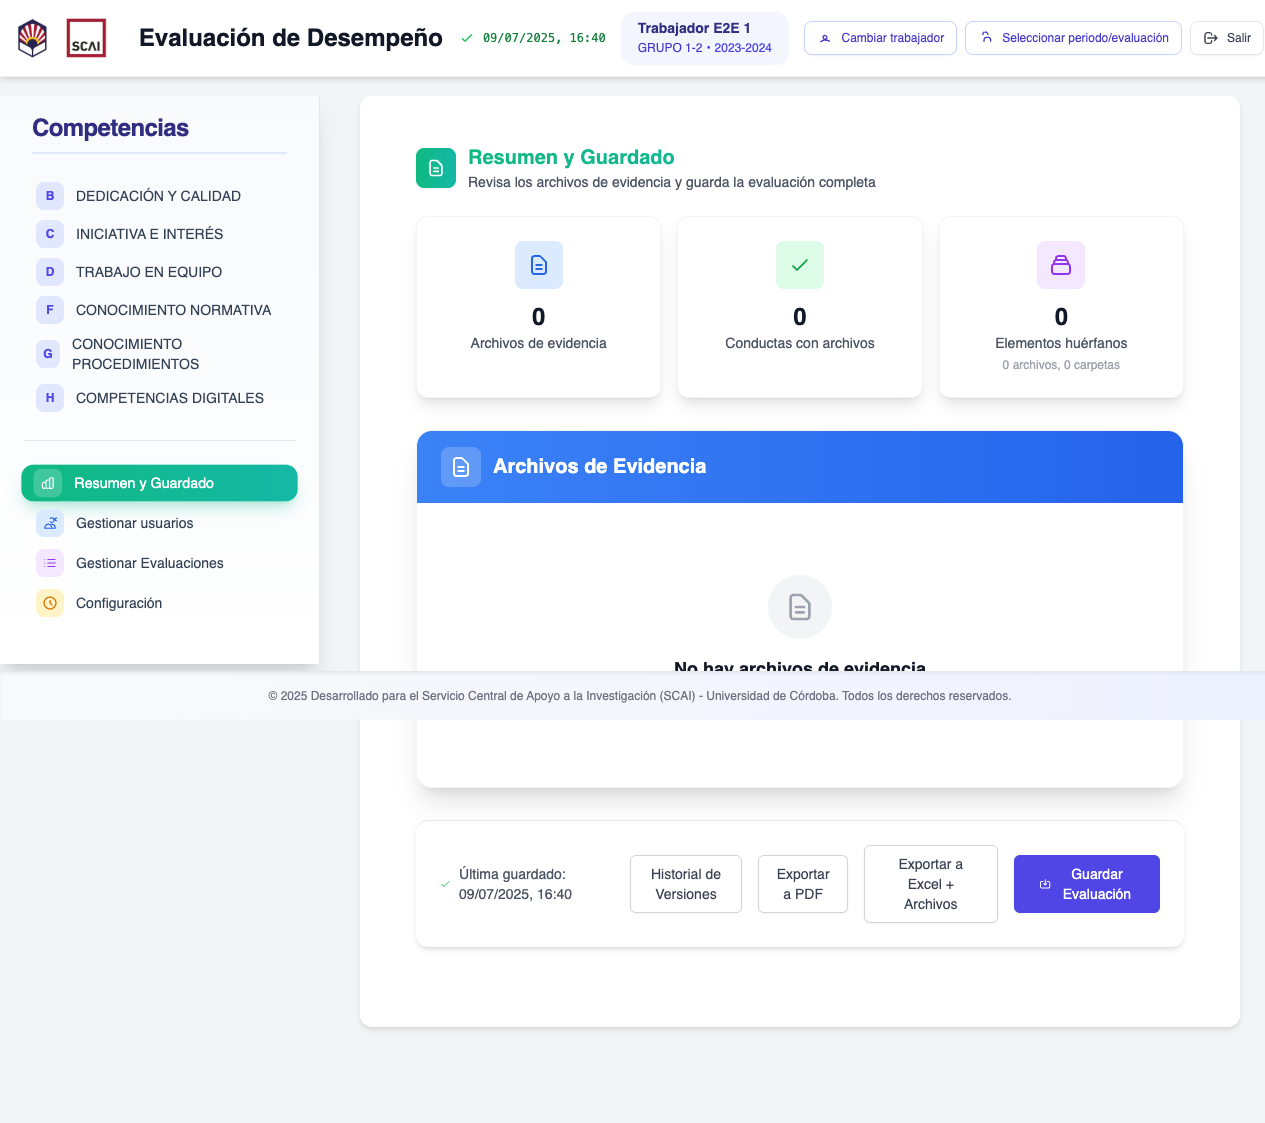 SCAI
Evaluación de Desempeño
09/07/2025, 16:40
Trabajador E2E 1
GRUPO 1-2 • 2023-2024
Cambiar trabajador
Seleccionar periodo/evaluación
Salir
Competencias
B DEDICACIÓN Y CALIDAD
C INICIATIVA E INTERÉS
D TRABAJO EN EQUIPO
F CONOCIMIENTO NORMATIVA
G CONOCIMIENTO
PROCEDIMIENTOS
H COMPETENCIAS DIGITALES
Resumen y Guardado
Gestionar usuarios
Gestionar Evaluaciones
Configuración
Resumen y Guardado
Revisa los archivos de evidencia y guarda la evaluación completa
0
Archivos de evidencia
0
Conductas con archivos
0
Elementos huérfanos
0 archivos, 0 carpetas
Archivos de Evidencia
No hay archivos de evidencia
© 2025 Desarrollado para el Servicio Central de Apoyo a la Investigación (SCAI) - Universidad de Córdoba. Todos los derechos reservados.
Última guardado:
09/07/2025, 16:40
Historial de
Versiones
Exportar
a PDF
Exportar a
Excel +
Archivos
Guardar
Evaluación